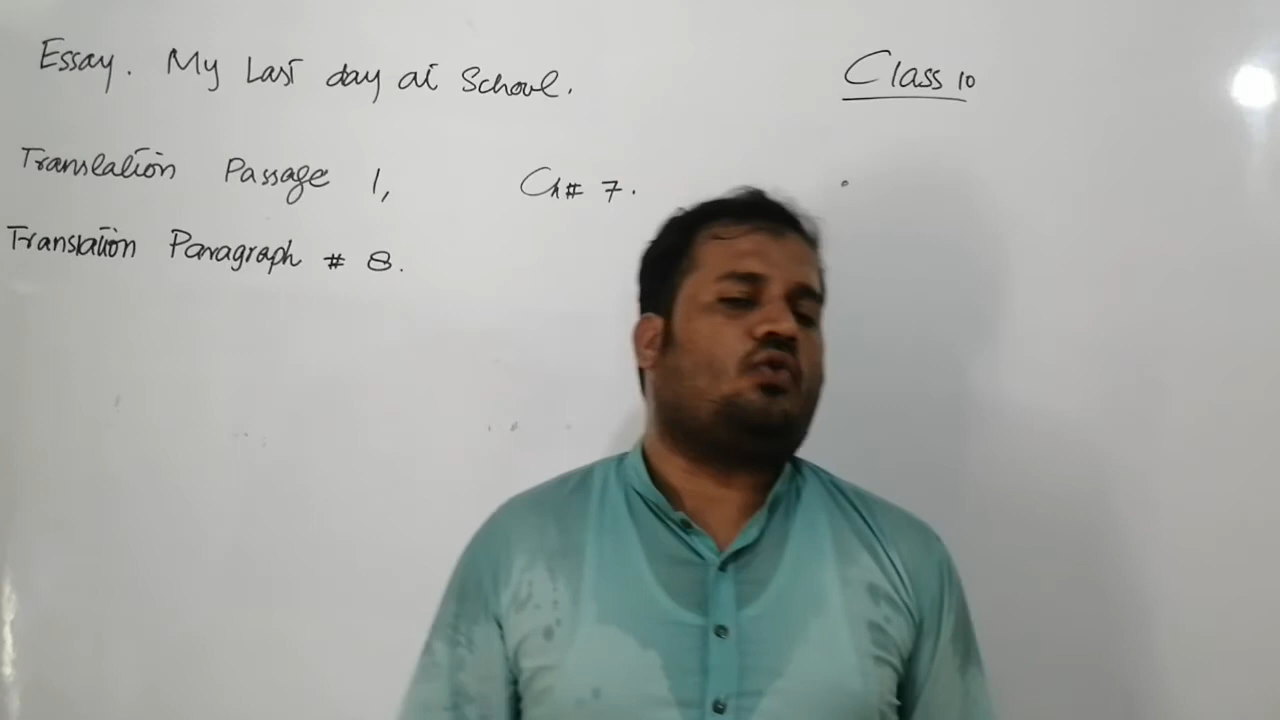 Essay. My Last day at School.
Class 10
Translation Passage 1, Ch# 7.
Translation Paragraph # 8.